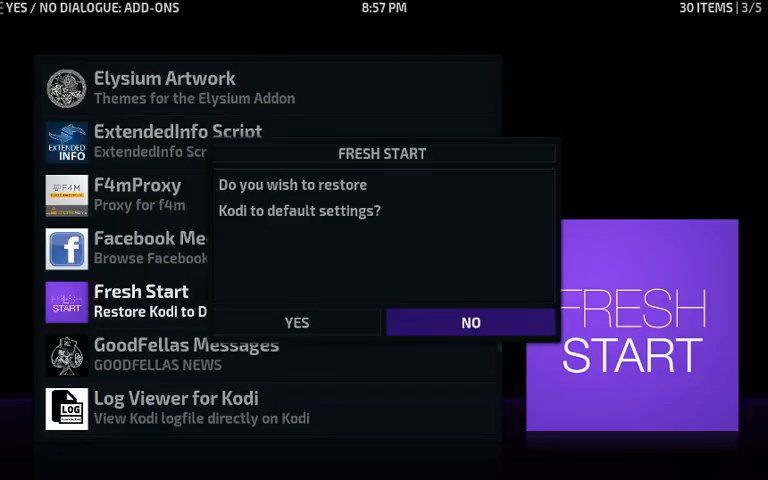 YES / NO DIALOGUE: ADD-ONS
8:57 PM
30 ITEMS | 3/5
Elysium Artwork
Themes for the Elysium Addon
EXTENDED
INFO
ExtendedInfo Script
ExtendedInfo Scr
FRESH START
Do you wish to restore
Kodi to default settings?
YES
NO
F4M
F4mProxy
Proxy for f4m
Facebook Me
Browse Facebook
FRESH
START
Fresh Start
Restore Kodi to D
GoodFellas Messages
GOODFELLAS NEWS
LOG
Log Viewer for Kodi
View Kodi logfile directly on Kodi
FRESH
START